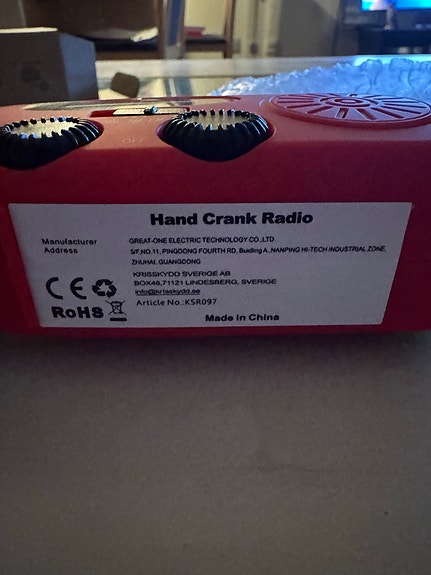 Hand Crank Radio
Manufacturer GREAT-ONE ELECTRIC TECHNOLOGY CO.,LTD
Address 5/F,NO.11, PINGDONG FOURTH RD, Buidling A.,NANPING HI-TECH INDUSTRIAL ZONE,
ZHUHAI, GUANGDONG
KRISSKYDD SVERIGE AB
BOX46,71121 LINDESBERG, SVERIGE
info@krisskydd.se
CE
RoHS
Article No.:KSR097
Made in China